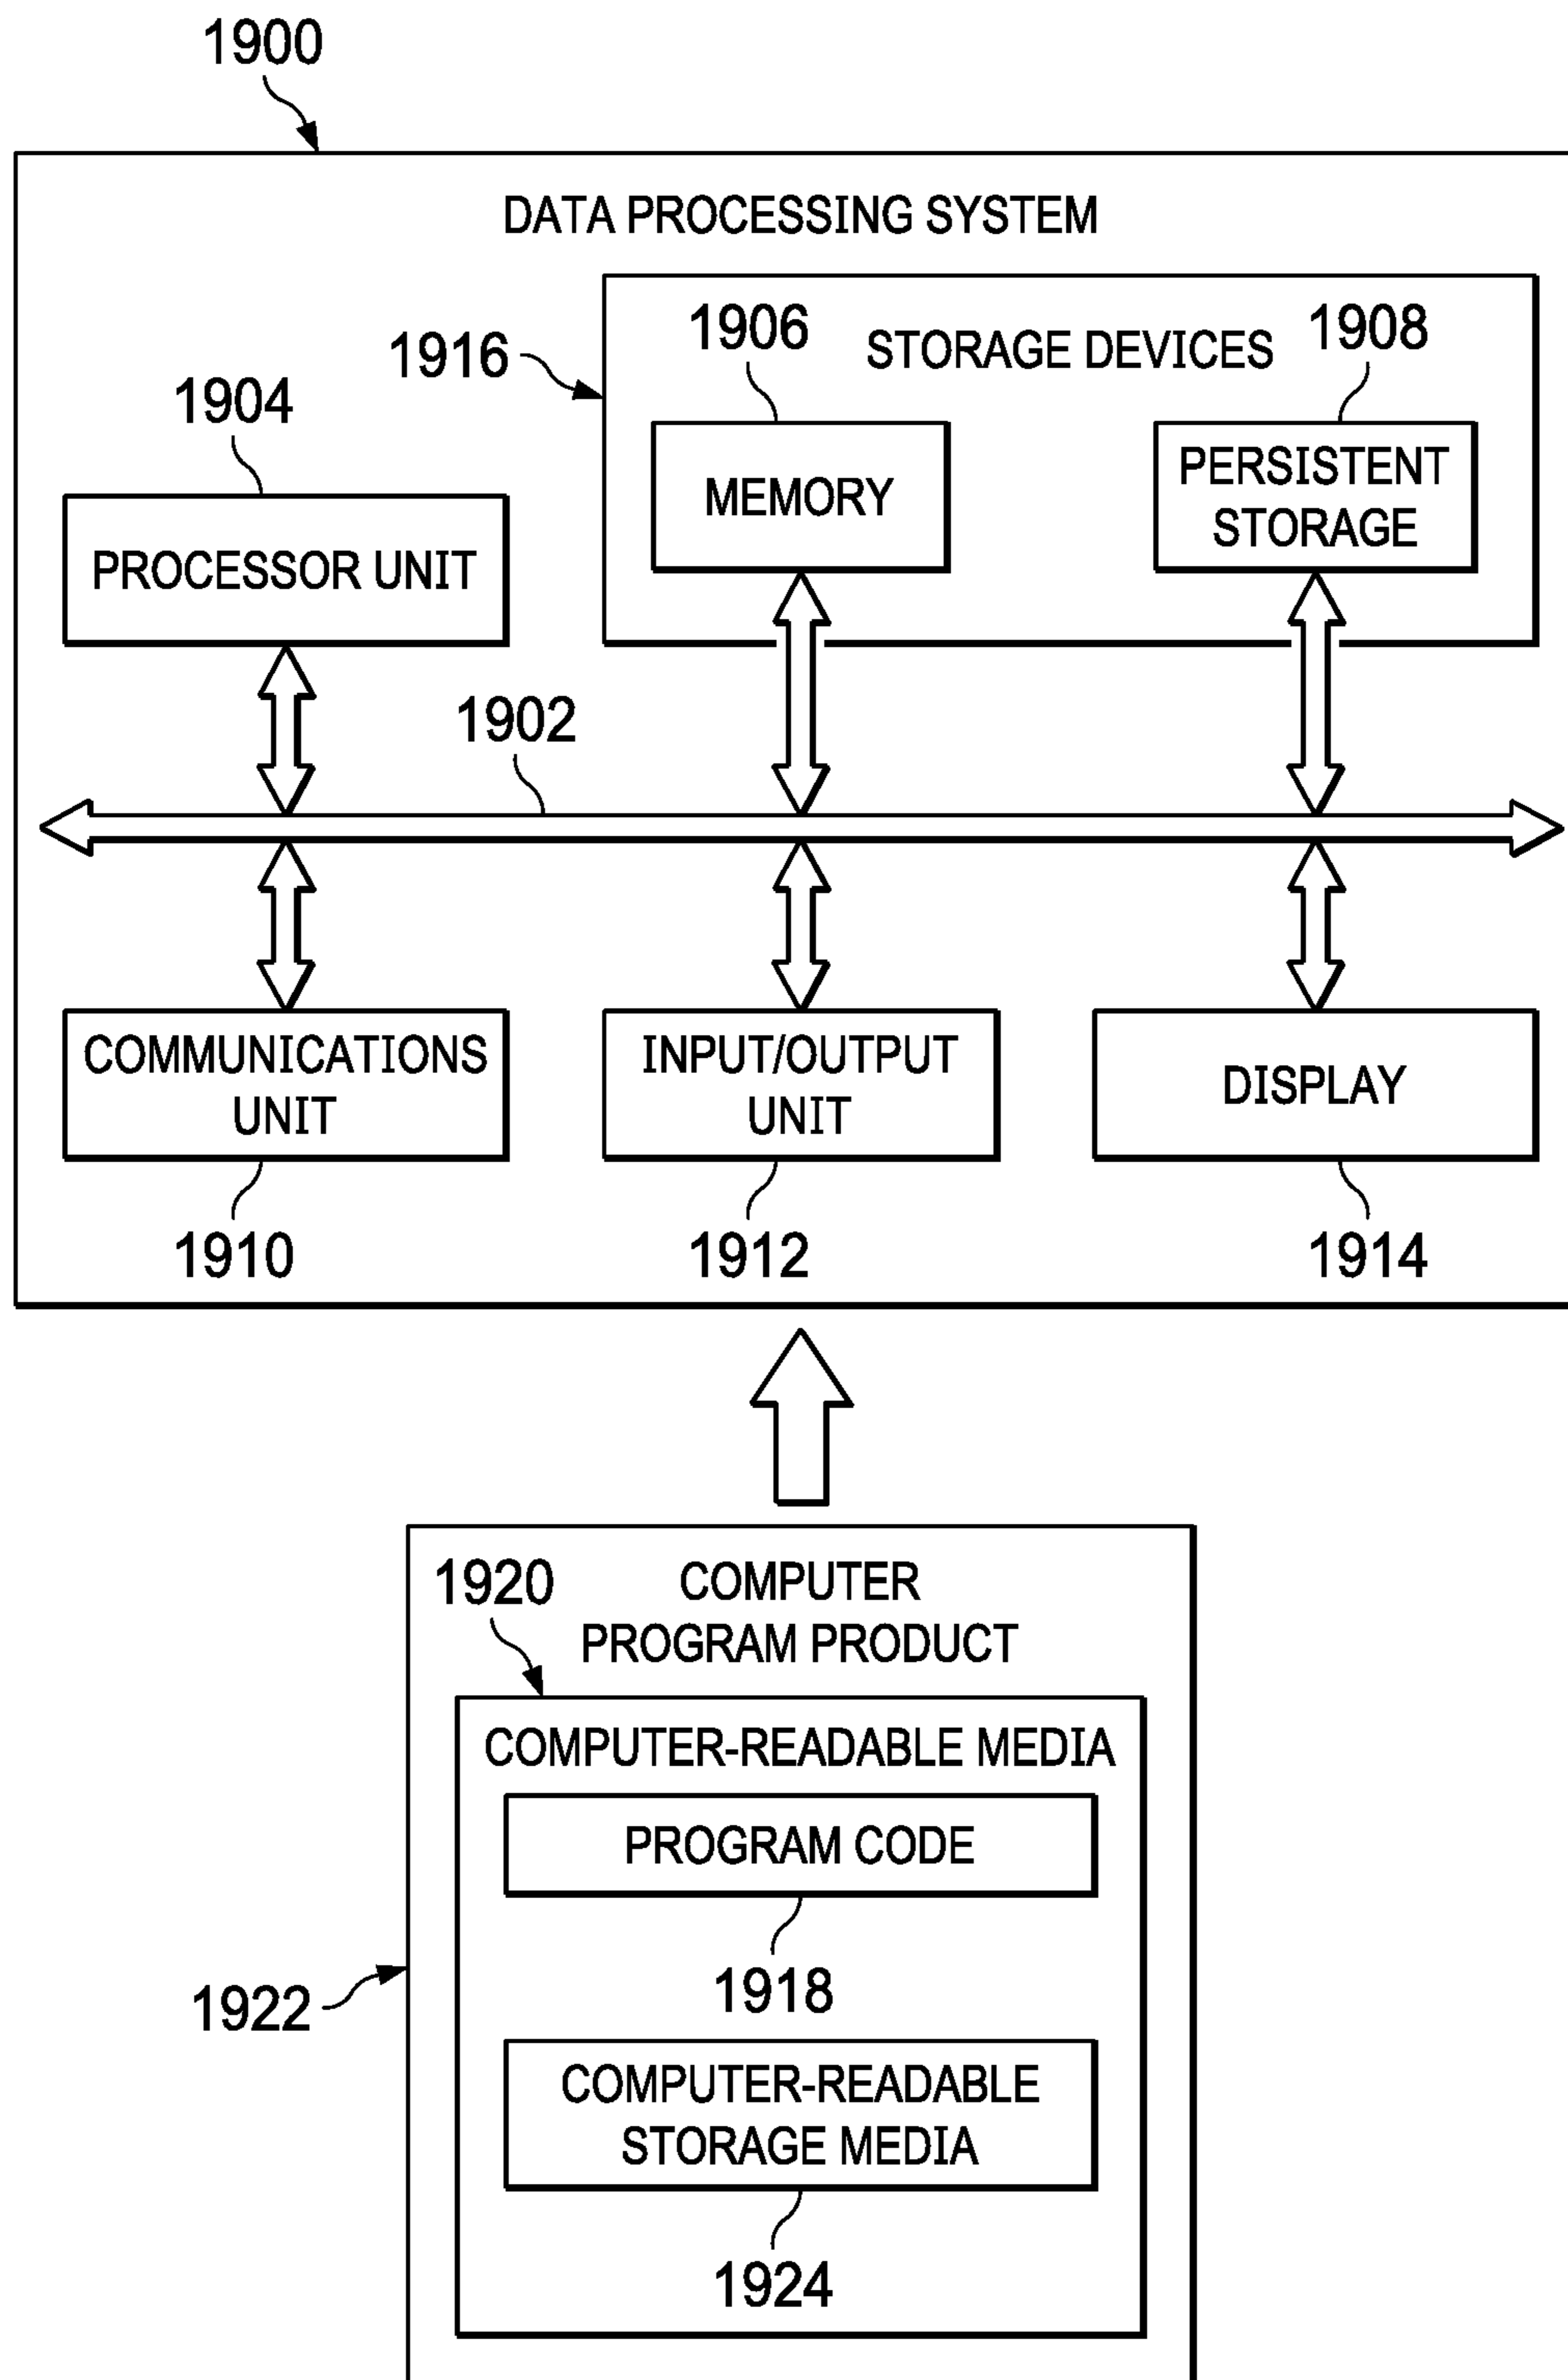 1900
DATA PROCESSING SYSTEM
1916
1906
STORAGE DEVICES
1908
1904
MEMORY
PERSISTENT
STORAGE
PROCESSOR UNIT
1902
COMMUNICATIONS
UNIT
INPUT/OUTPUT
UNIT
DISPLAY
1910
1912
1914
1920
COMPUTER
PROGRAM PRODUCT
COMPUTER-READABLE MEDIA
PROGRAM CODE
1918
1922
COMPUTER-READABLE
STORAGE MEDIA
1924